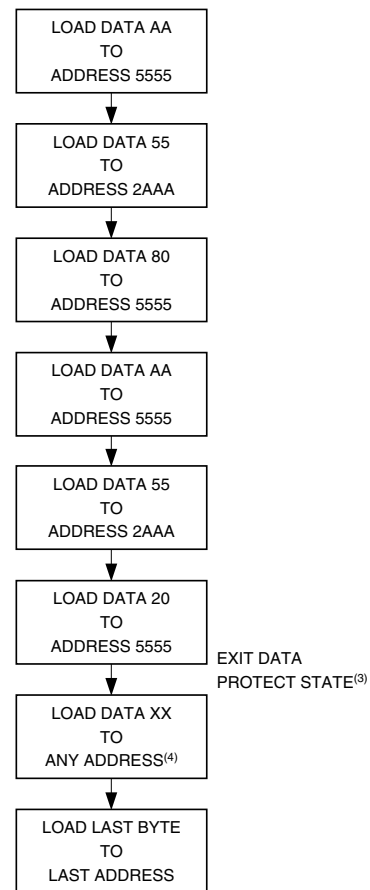 LOAD DATA AA
TO
ADDRESS 5555
LOAD DATA 55
TO
ADDRESS 2AAA
LOAD DATA 80
TO
ADDRESS 5555
LOAD DATA AA
TO
ADDRESS 5555
LOAD DATA 55
TO
ADDRESS 2AAA
LOAD DATA 20
TO
ADDRESS 5555
EXIT DATA
PROTECT STATE(3)
LOAD DATA XX
TO
ANY ADDRESS(4)
LOAD LAST BYTE
TO
LAST ADDRESS